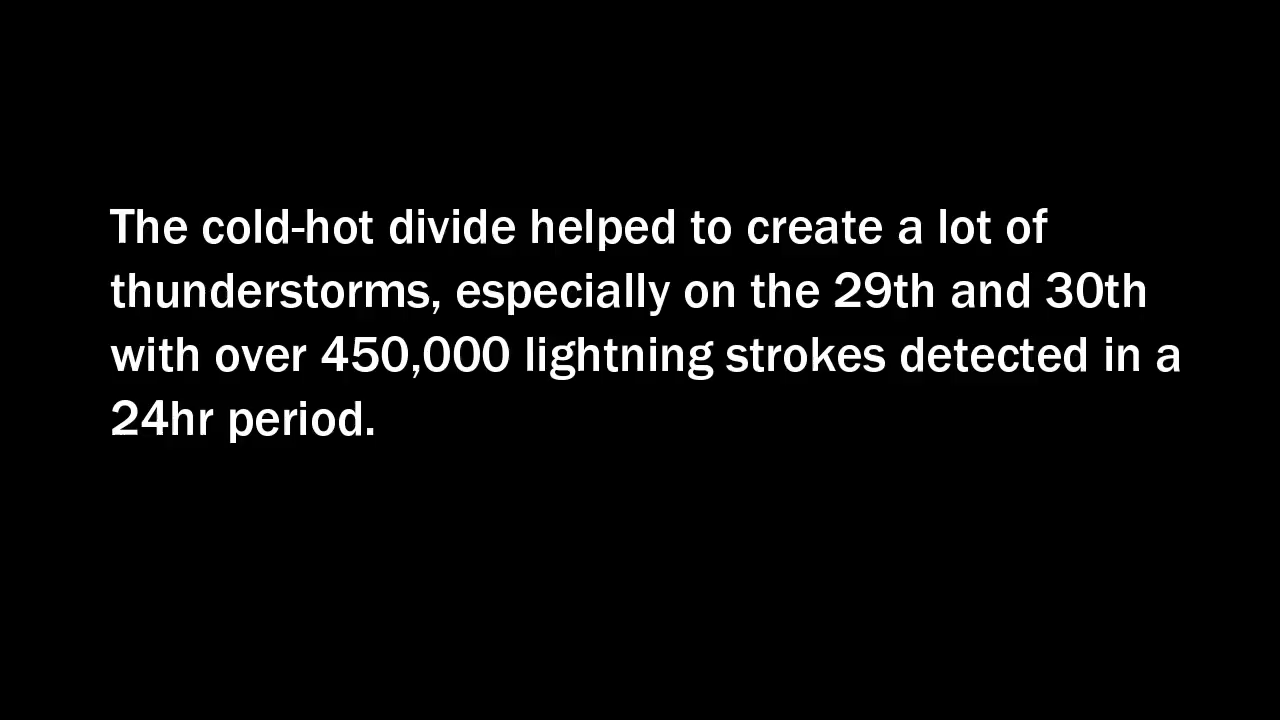 The cold-hot divide helped to create a lot of
thunderstorms, especially on the 29th and 30th
with over 450,000 lightning strokes detected in a
24hr period.